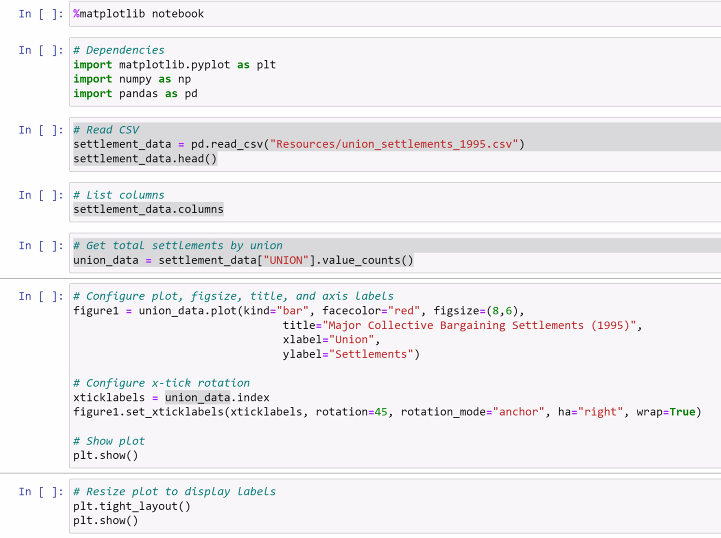 In [ ]: %matplotlib notebook
In [ ]: # Dependencies
import matplotlib.pyplot as plt
import numpy as np
import pandas as pd
In [ ]: # Read CSV
settlement_data = pd.read_csv("Resources/union_settlements_1995.csv")
settlement_data.head()
In [ ]: # List columns
settlement_data.columns
In [ ]: # Get total settlements by union
union_data = settlement_data["UNION"].value_counts()
In [ ]: # Configure plot, figsize, title, and axis labels
figure1 = union_data.plot(kind="bar", facecolor="red", figsize=(8,6),
title="Major Collective Bargaining Settlements (1995)",
xlabel="Union",
ylabel="Settlements")
# Configure x-tick rotation
xticklabels = union_data.index
figure1.set_xticklabels(xticklabels, rotation=45, rotation_mode="anchor", ha="right", wrap=True)
# Show plot
plt.show()
In [ ]: # Resize plot to display labels
plt.tight_layout()
plt.show()